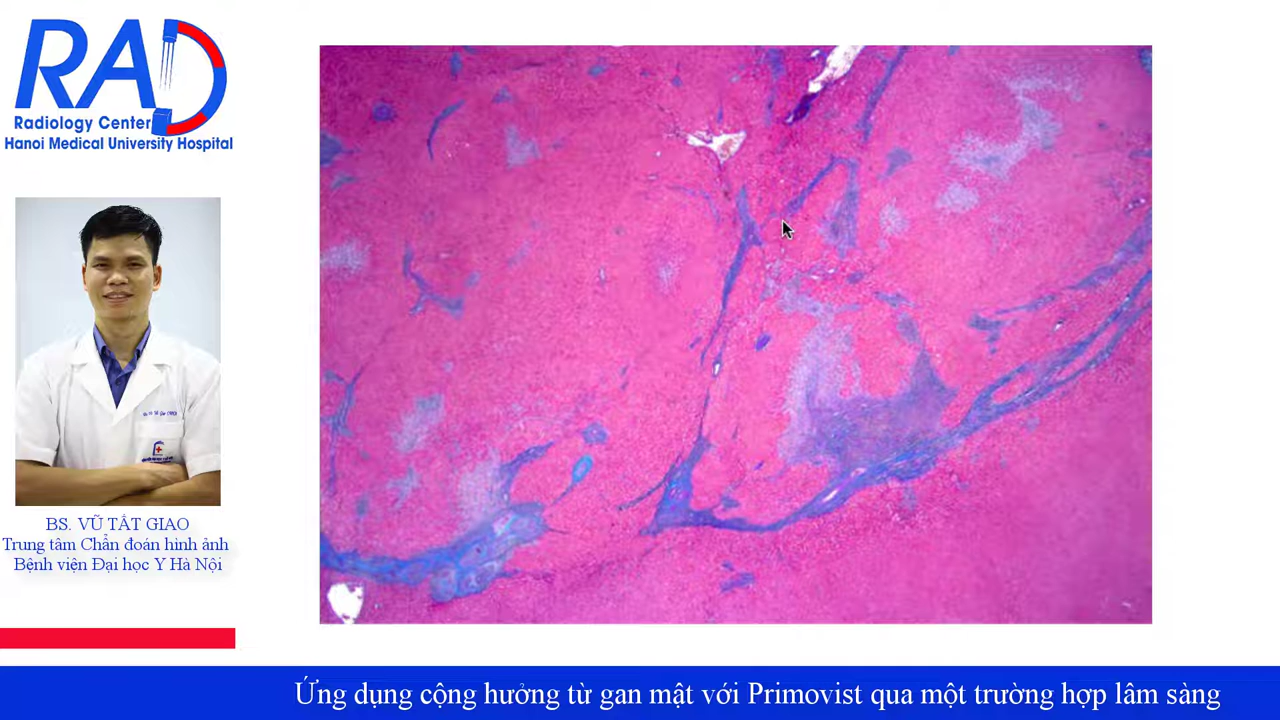 RAD
Radiology Center
Hanoi Medical University Hospital
BS. VŨ TẤT GIAO
Trung tâm Chẩn đoán hình ảnh
Bệnh viện Đại học Y Hà Nội
Ứng dụng cộng hưởng từ gan mật với Primovist qua một trường hợp lâm sàng